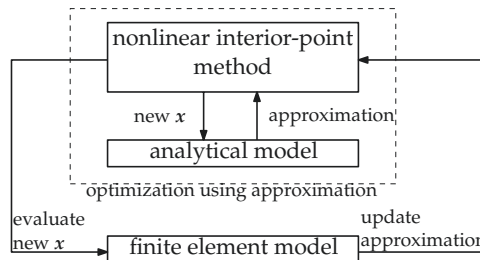 nonlinear interior-point
method
new x
approximation
analytical model
optimization using approximation
evaluate
new x
update
approximation
finite element model